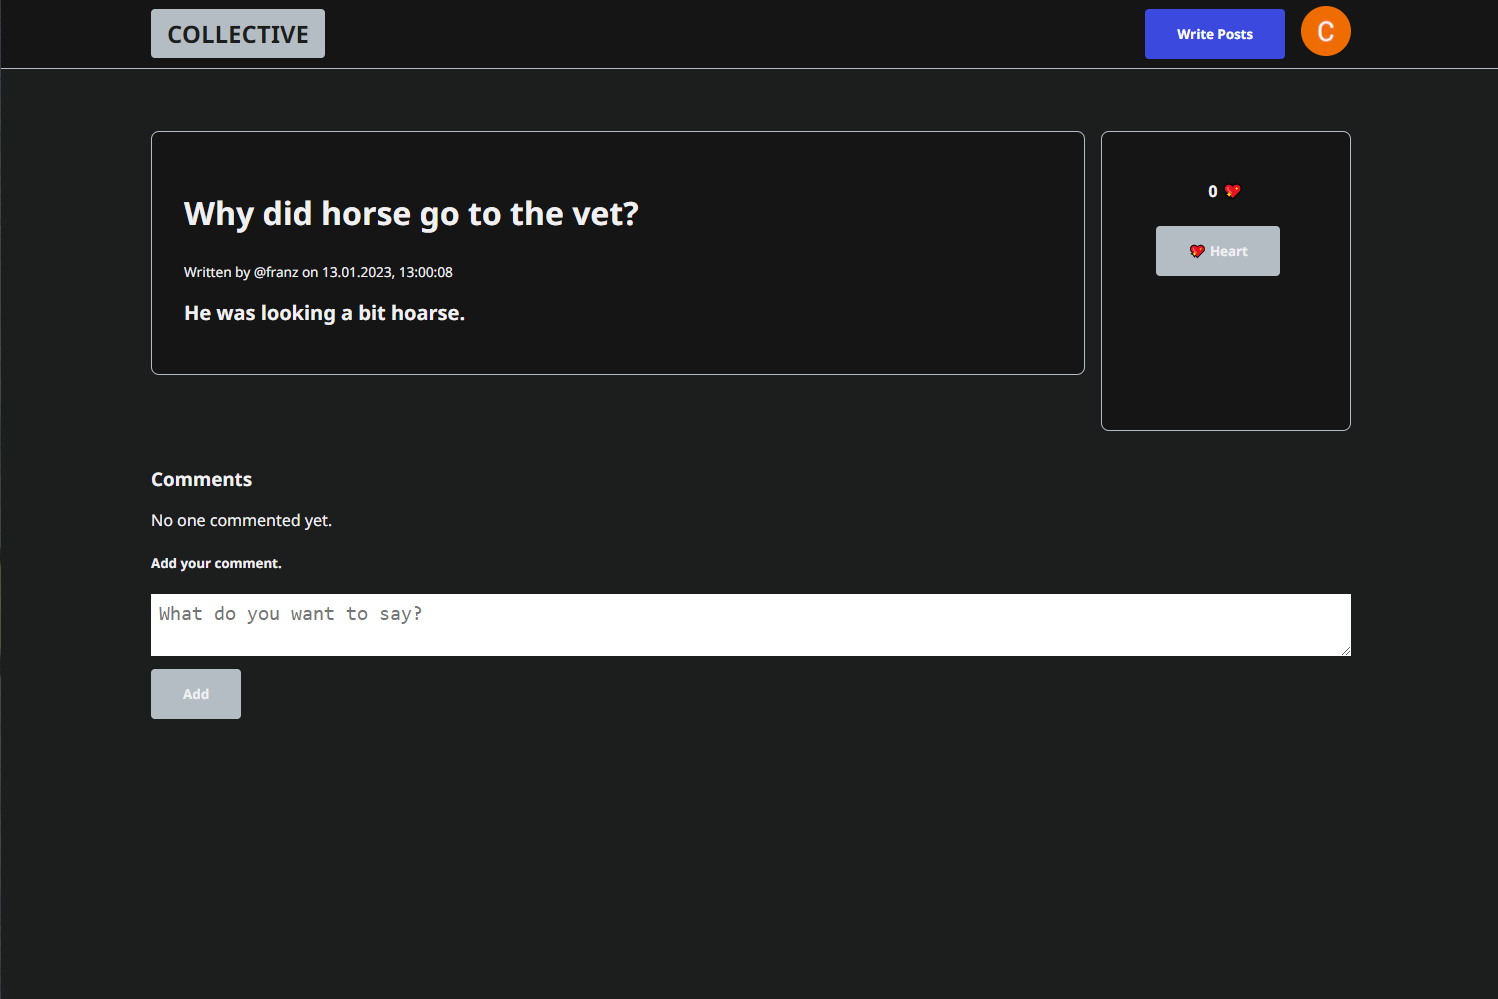 COLLECTIVE
Write Posts
C
Why did horse go to the vet?
Written by @franz on 13.01.2023, 13:00:08
He was looking a bit hoarse.
0 💖
💖 Heart
Comments
No one commented yet.
Add your comment.
What do you want to say?
Add